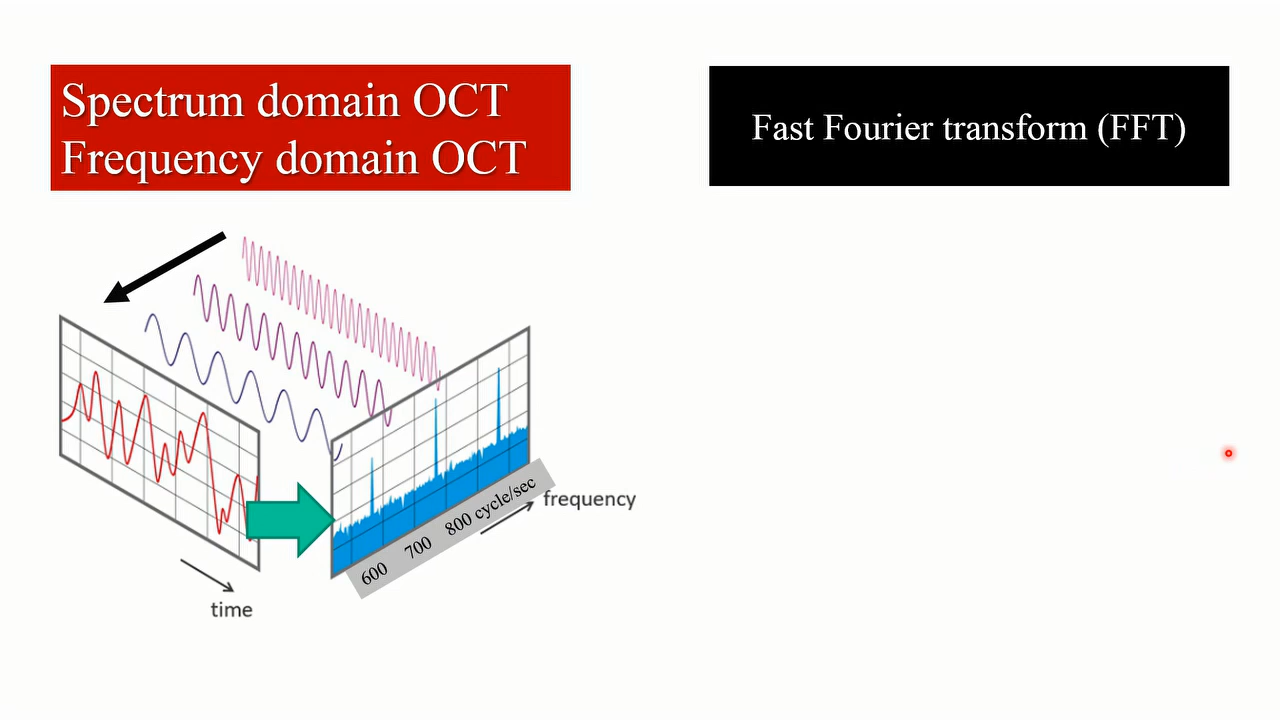 Spectrum domain OCT
Frequency domain OCT
Fast Fourier transform (FFT)
600 700 800 cycle/sec
frequency
time